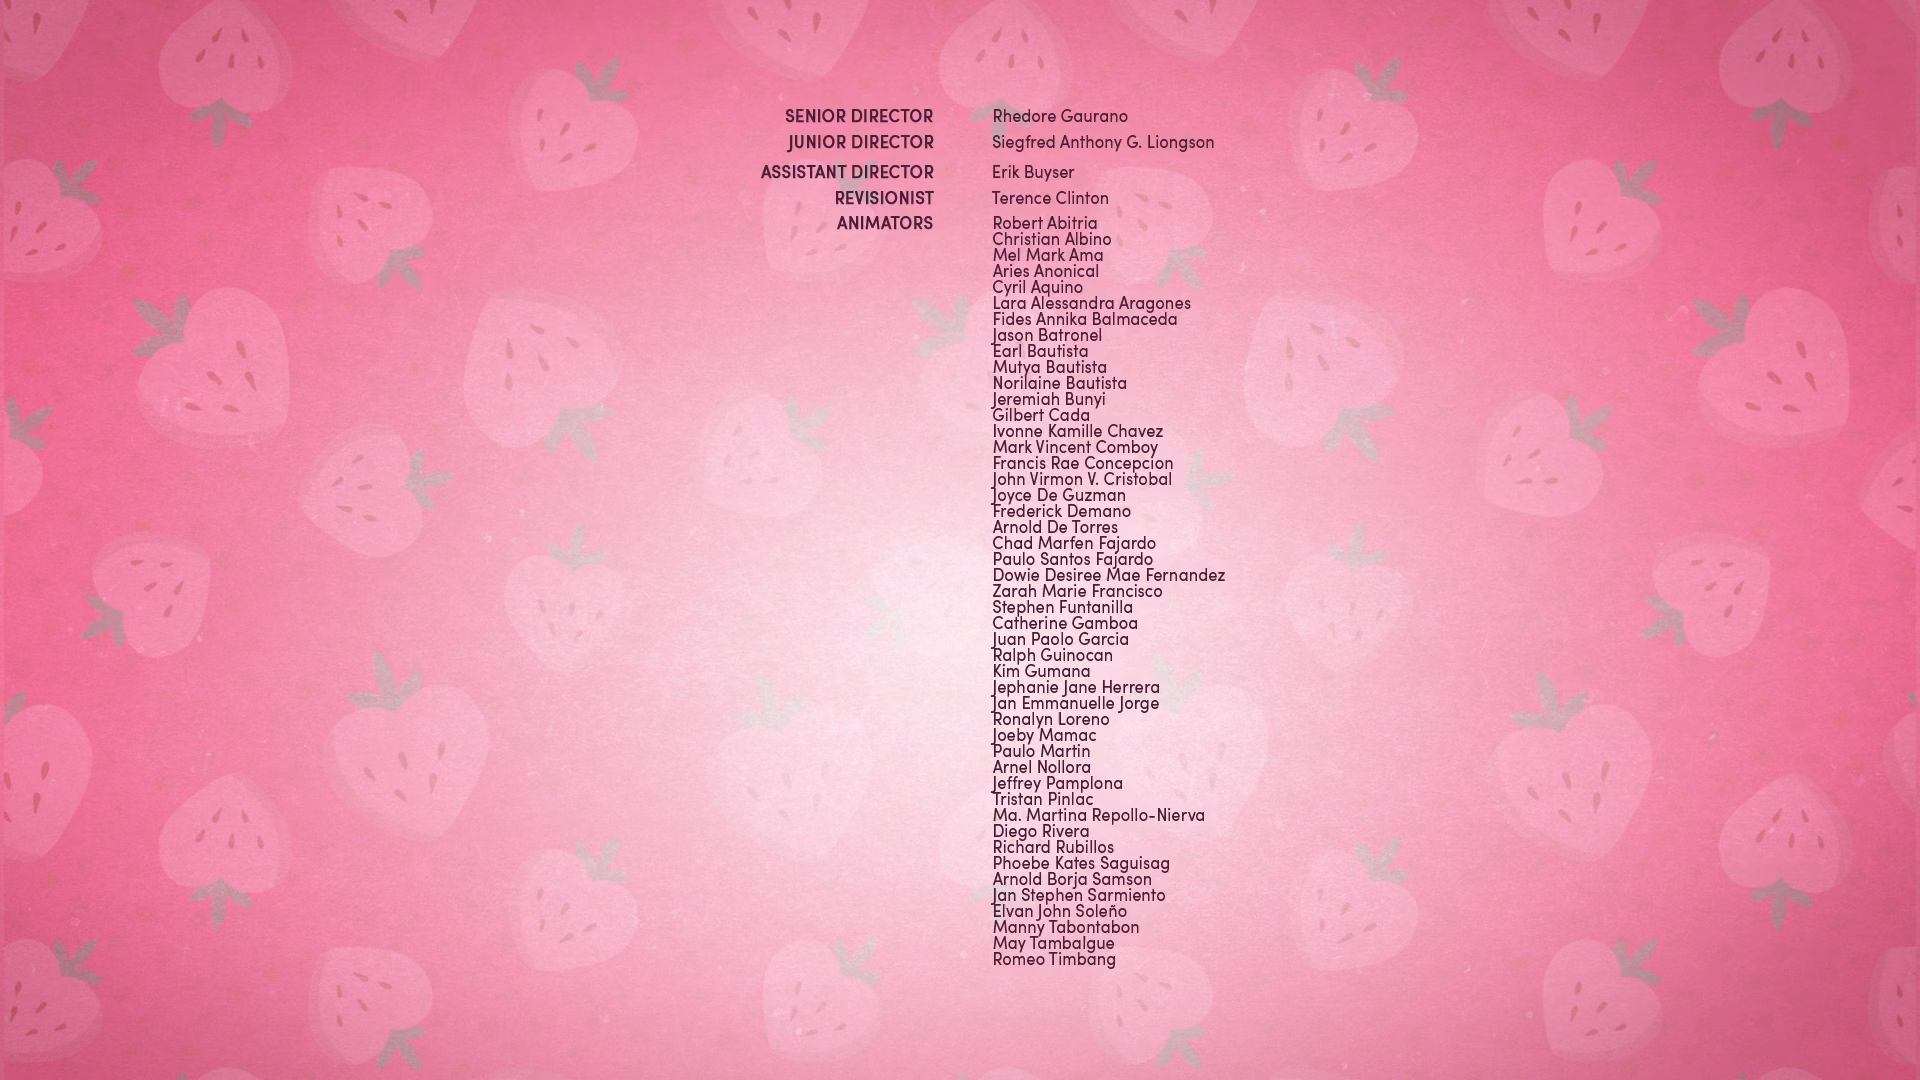 SENIOR DIRECTOR Rhedore Gaurano
JUNIOR DIRECTOR Siegfred Anthony G. Liongson
ASSISTANT DIRECTOR Erik Buyser
REVISIONIST Terence Clinton
ANIMATORS Robert Abitria
Christian Albino
Mel Mark Ama
Aries Anonical
Cyril Aquino
Lara Alessandra Aragones
Fides Annika Balmaceda
Jason Batronel
Earl Bautista
Mutya Bautista
Norilaine Bautista
Jeremiah Bunyi
Gilbert Cada
Ivonne Kamille Chavez
Mark Vincent Comboy
Francis Rae Concepcion
John Virmon V. Cristobal
Joyce De Guzman
Frederick Demano
Arnold De Torres
Chad Marfen Fajardo
Paulo Santos Fajardo
Dowie Desiree Mae Fernandez
Zarah Marie Francisco
Stephen Funtanilla
Catherine Gamboa
Juan Paolo Garcia
Ralph Guinocan
Kim Gumana
Jephanie Jane Herrera
Jan Emmanuelle Jorge
Ronalyn Loreno
Joeby Mamac
Paulo Martin
Arnel Nollora
Jeffrey Pamplona
Tristan Pinlac
Ma. Martina Repollo-Nierva
Diego Rivera
Richard Rubillos
Phoebe Kates Saguisag
Arnold Borja Samson
Jan Stephen Sarmiento
Elvan John Soleño
Manny Tabontabon
May Tambalgue
Romeo Timbang